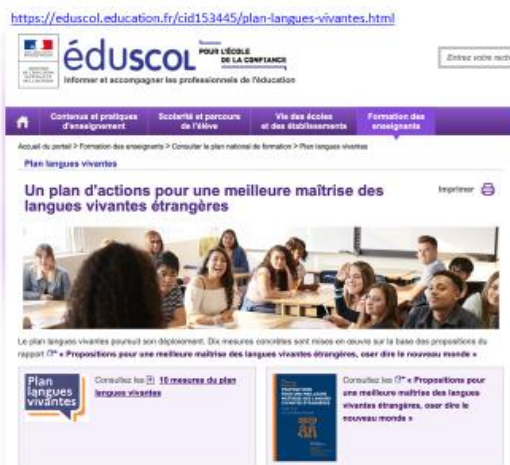 https://eduscol.education.fr/cid153445/plan-langues-vivantes.html
éduSCOL
POUR L'ÉCOLE
DE LA CONFIANCE
Informer et accompagner les professionnels de l'éducation
Entrez votre
Contenus et pratiques
d'enseignement
Scolarité et parcours
de l'élève
Vie des écoles
et des établissements
Formation des
enseignants
Accueil du portail > Formation des enseignants > Consulter le plan national de formation > Plan langues vivantes
Plan langues vivantes
Un plan d'actions pour une meilleure maîtrise des
langues vivantes étrangères
Imprimer
Le plan langues vivantes poursuit son déploiement. Dix mesures concrètes sont mises en œuvre sur la base des propositions du
rapport « Propositions pour une meilleure maîtrise des langues vivantes étrangères, oser dire le nouveau monde »
Plan
langues
vivantes
Consultez les 10 mesures du plan
langues vivantes
Consultez les « Propositions pour
une meilleure maîtrise des langues
vivantes étrangères, oser dire le
nouveau monde »